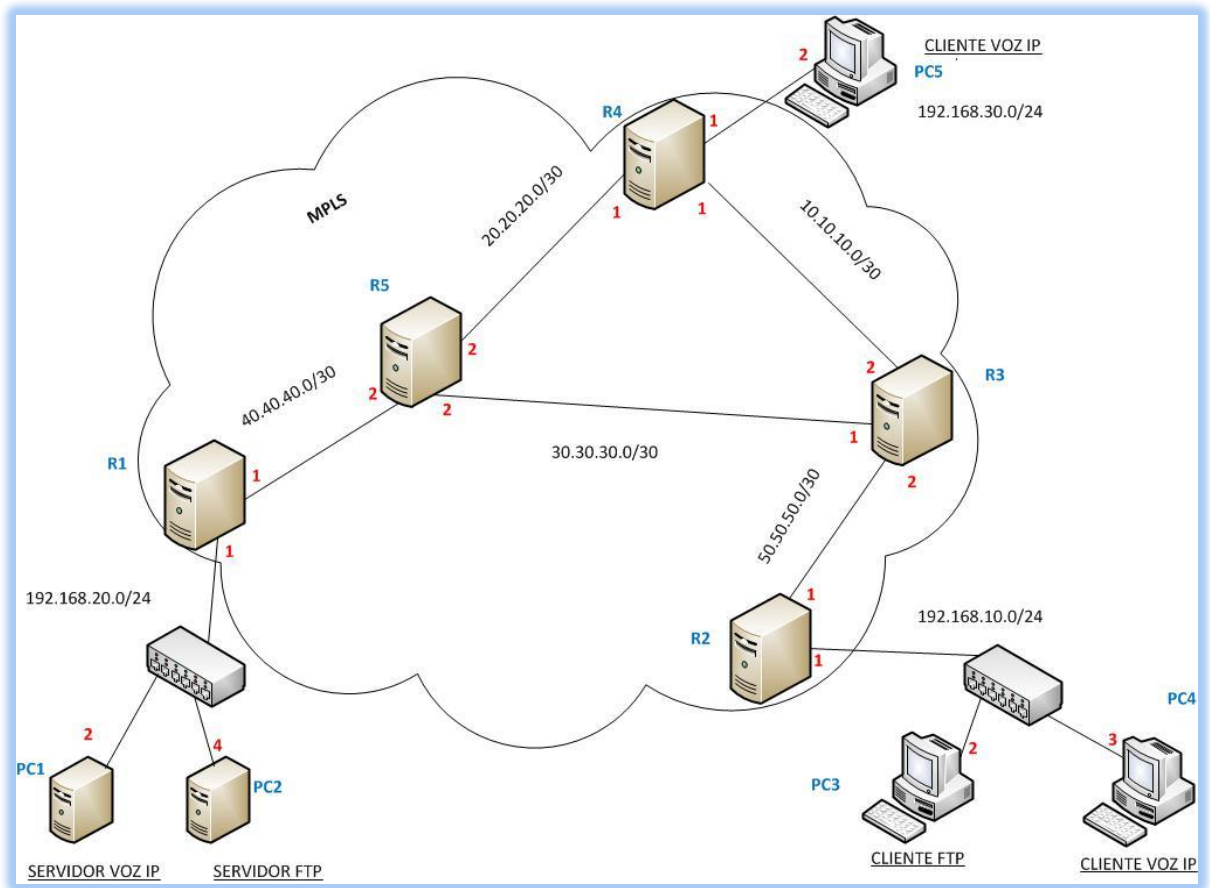 CLIENTE VOZ IP
2
PC5
R4
1
192.168.30.0/24
MPLS
20.20.20.0/30
1
1
10.10.10.0/30
R5
2
40.40.40.0/30
2
2
2
R3
1
30.30.30.0/30
R1
1
2
50.50.50.0/30
1
192.168.20.0/24
1
192.168.10.0/24
R2
1
PC4
2
4
2
3
PC1
PC2
PC3
SERVIDOR VOZ IP
SERVIDOR FTP
CLIENTE FTP
CLIENTE VOZ IP